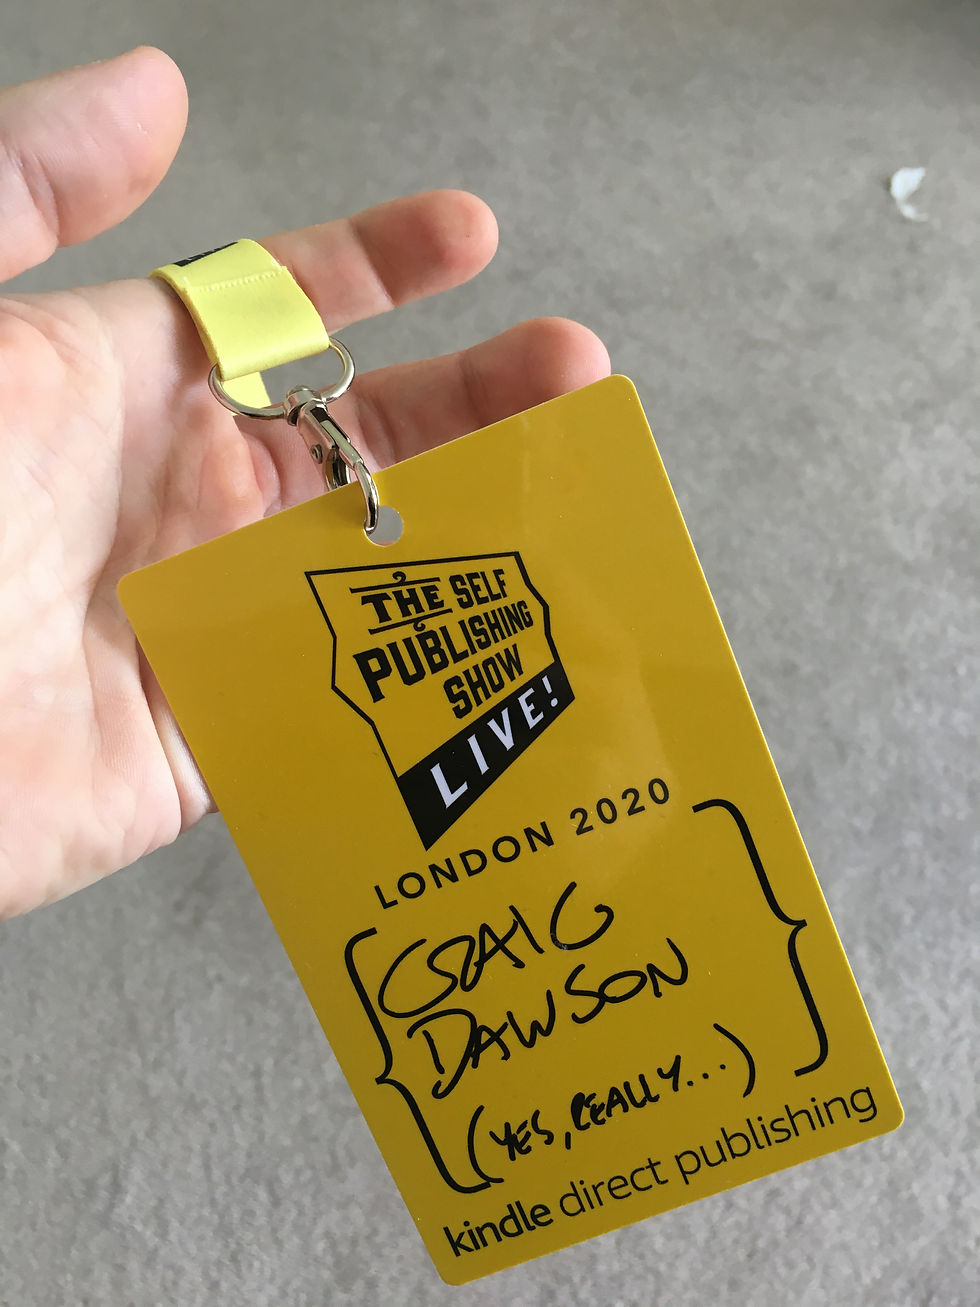 THE SELF
PUBLISHING
SHOW
LIVE!
LONDON 2020
CRAIG
DAWSON
(YES, REALLY...)
kindle direct publishing